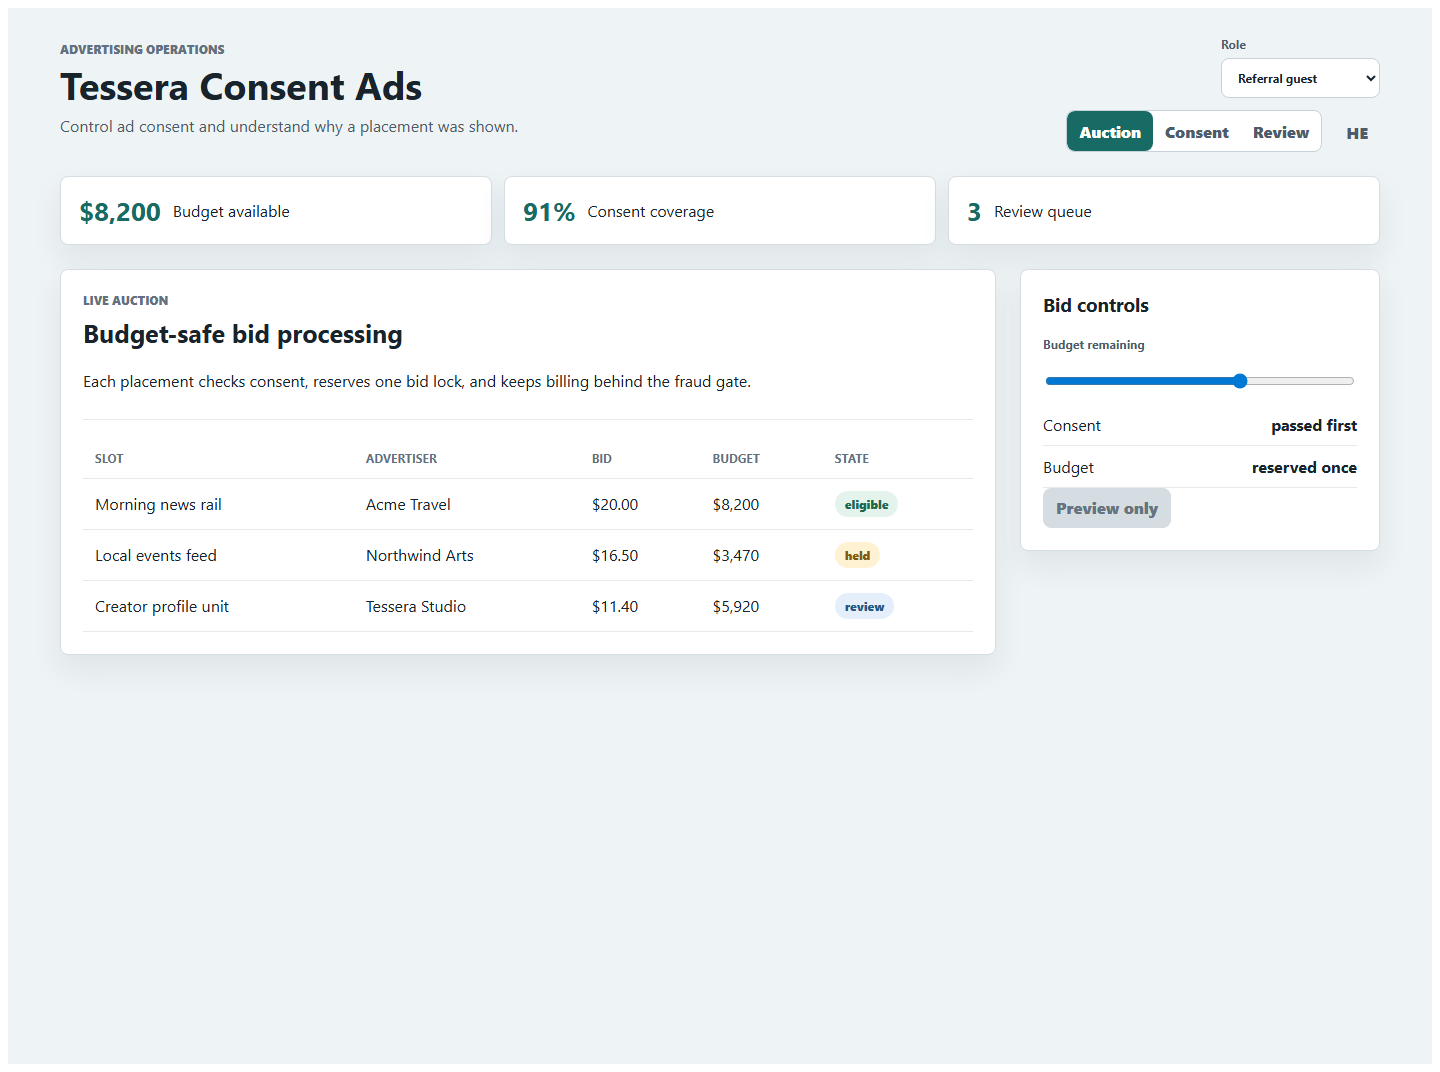 ADVERTISING OPERATIONS
Tessera Consent Ads
Control ad consent and understand why a placement was shown.
Role
Referral guest
Auction Consent Review HE
$8,200 Budget available
91% Consent coverage
3 Review queue
LIVE AUCTION
Budget-safe bid processing
Each placement checks consent, reserves one bid lock, and keeps billing behind the fraud gate.
SLOT ADVERTISER BID BUDGET STATE
Morning news rail Acme Travel $20.00 $8,200 eligible
Local events feed Northwind Arts $16.50 $3,470 held
Creator profile unit Tessera Studio $11.40 $5,920 review
Bid controls
Budget remaining
Consent passed first
Budget reserved once
Preview only